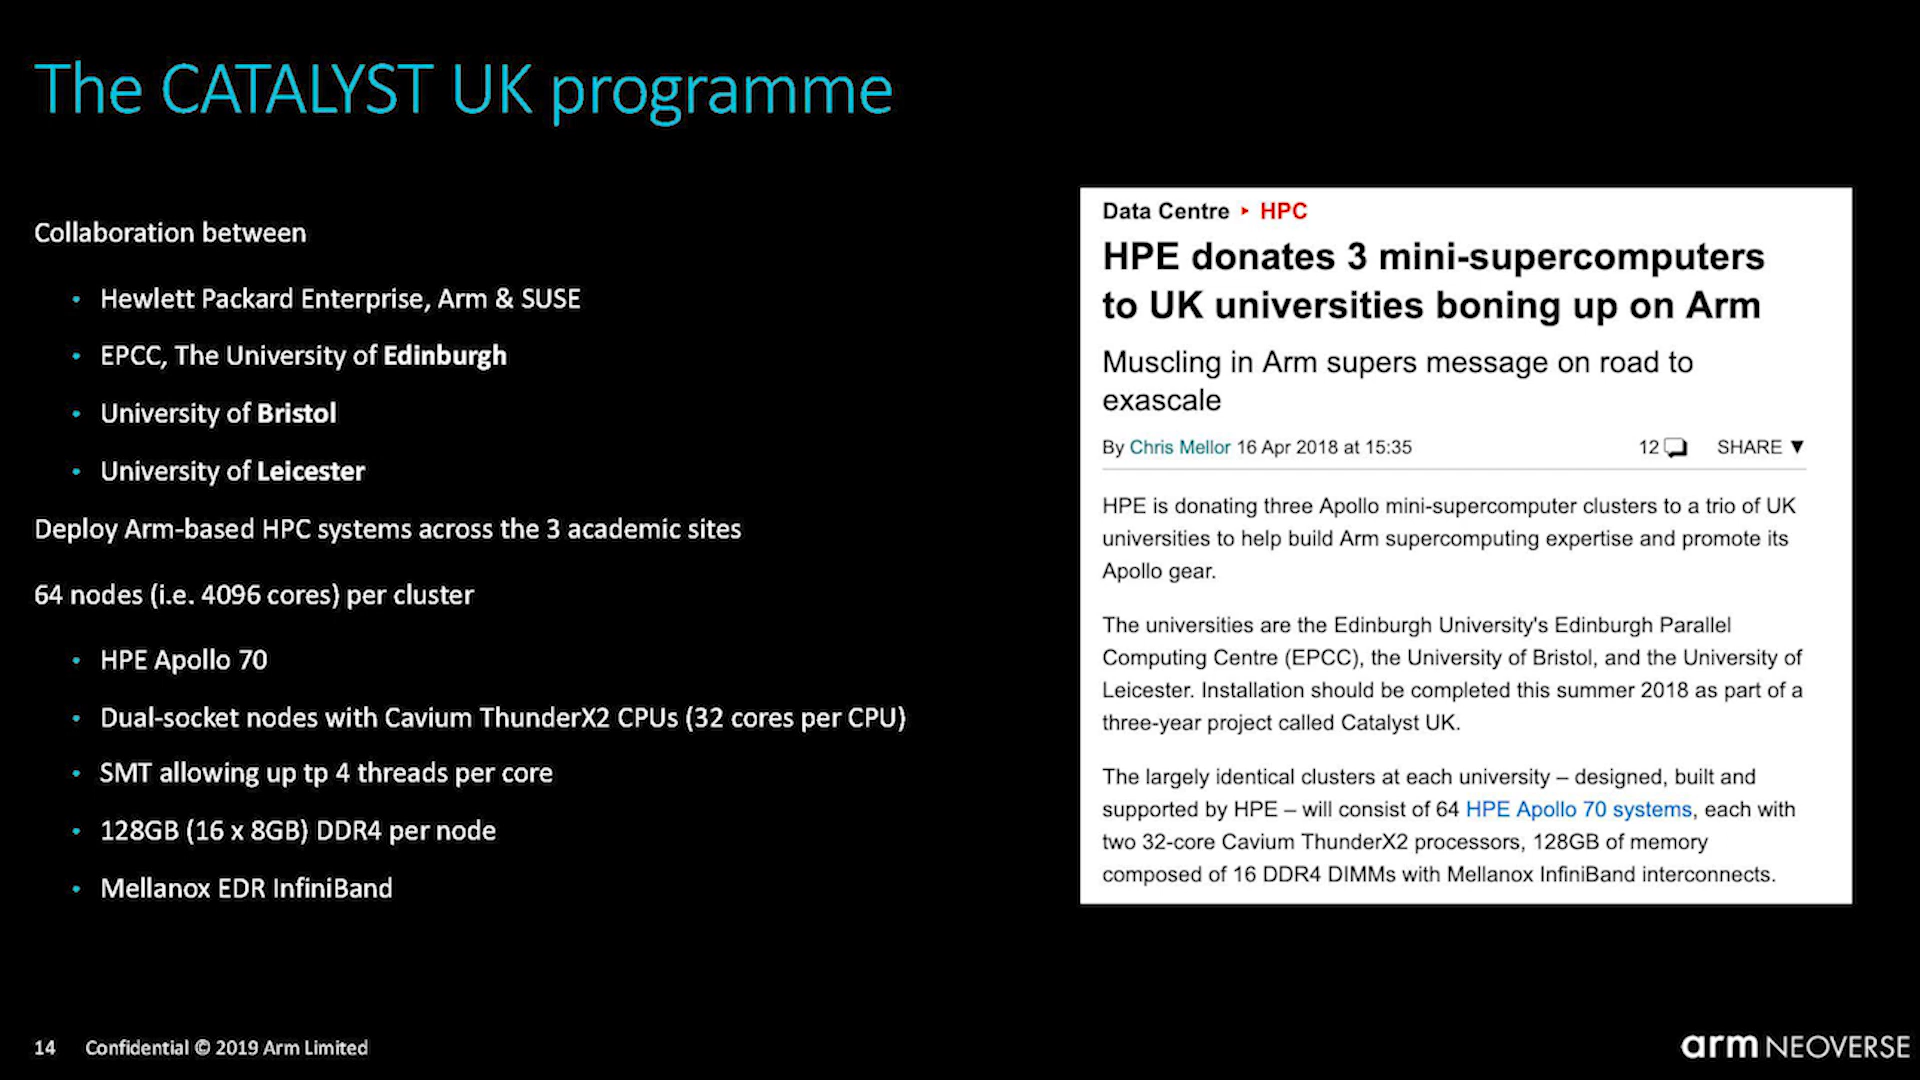 The CATALYST UK programme
Collaboration between
• Hewlett Packard Enterprise, Arm & SUSE
• EPCC, The University of Edinburgh
• University of Bristol
• University of Leicester
Deploy Arm-based HPC systems across the 3 academic sites
64 nodes (i.e. 4096 cores) per cluster
• HPE Apollo 70
• Dual-socket nodes with Cavium ThunderX2 CPUs (32 cores per CPU)
• SMT allowing up tp 4 threads per core
• 128GB (16 x 8GB) DDR4 per node
• Mellanox EDR InfiniBand
Data Centre ▸ HPC
HPE donates 3 mini-supercomputers
to UK universities boning up on Arm
Muscling in Arm supers message on road to
exascale
By Chris Mellor 16 Apr 2018 at 15:35 12 SHARE ▼
HPE is donating three Apollo mini-supercomputer clusters to a trio of UK
universities to help build Arm supercomputing expertise and promote its
Apollo gear.
The universities are the Edinburgh University's Edinburgh Parallel
Computing Centre (EPCC), the University of Bristol, and the University of
Leicester. Installation should be completed this summer 2018 as part of a
three-year project called Catalyst UK.
The largely identical clusters at each university – designed, built and
supported by HPE – will consist of 64 HPE Apollo 70 systems, each with
two 32-core Cavium ThunderX2 processors, 128GB of memory
composed of 16 DDR4 DIMMs with Mellanox InfiniBand interconnects.
14 Confidential © 2019 Arm Limited
arm NEOVERSE